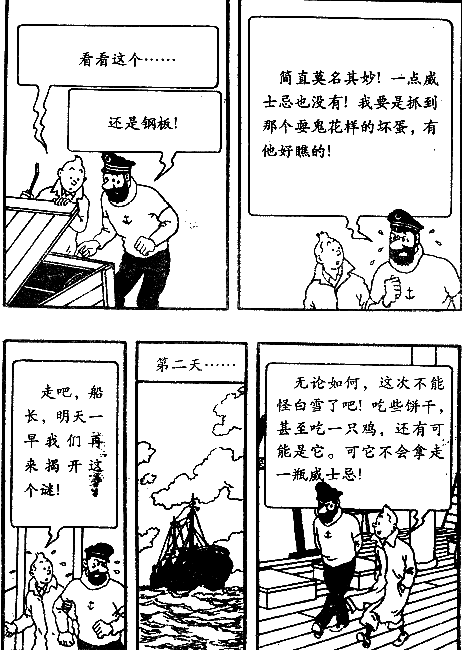 看看这个……
还是钢板！
简直莫名其妙！一点威
士忌也没有！我要是抓到
那个耍鬼花样的坏蛋，有
他好瞧的！
走吧，船
长，明天一
早我们再
来揭开这
个谜！
第二天……
无论如何，这次不能
怪白雪了吧！吃些饼干，
甚至吃一只鸡，还有可
能是它。可它不会拿走
一瓶威士忌！